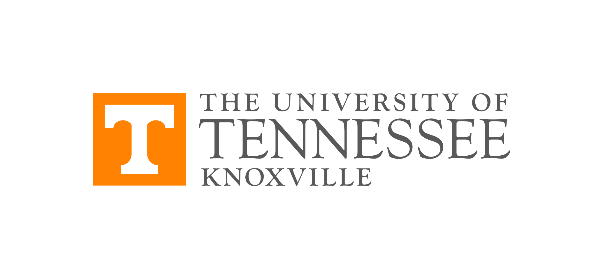 T
THE UNIVERSITY OF
TENNESSEE
KNOXVILLE